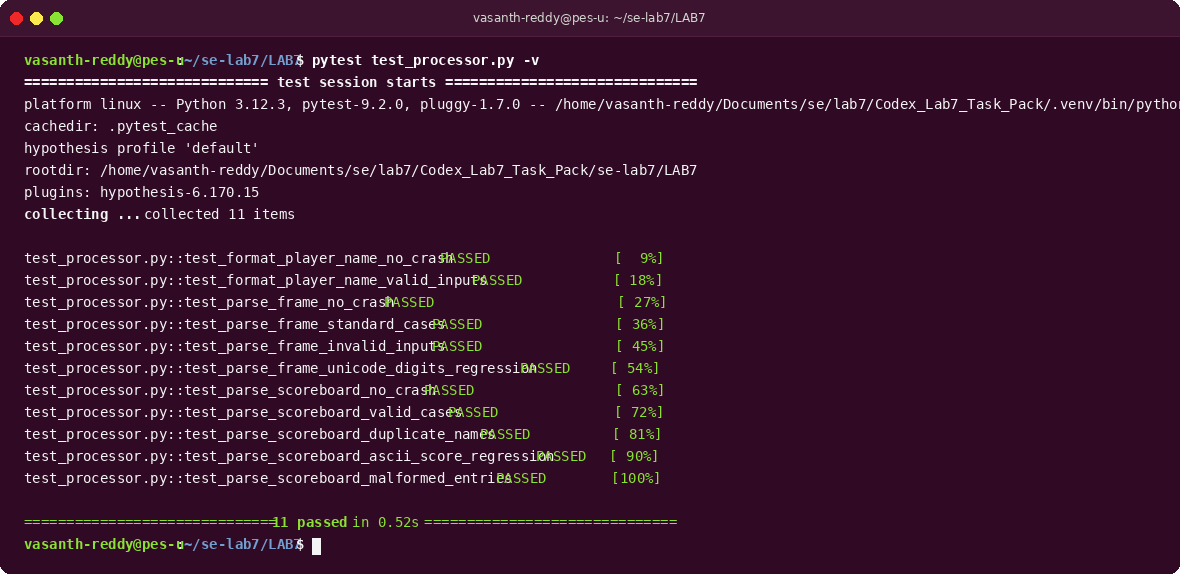 vasanth-reddy@pes-u: ~/se-lab7/LAB7
vasanth-reddy@pes-u:~/se-lab7/LAB7$ pytest test_processor.py -v
============================= test session starts ==============================
platform linux -- Python 3.12.3, pytest-9.2.0, pluggy-1.7.0 -- /home/vasanth-reddy/Documents/se/lab7/Codex_Lab7_Task_Pack/.venv/bin/python
cachedir: .pytest_cache
hypothesis profile 'default'
rootdir: /home/vasanth-reddy/Documents/se/lab7/Codex_Lab7_Task_Pack/se-lab7/LAB7
plugins: hypothesis-6.170.15
collecting ... collected 11 items
test_processor.py::test_format_player_name_no_crash PASSED [  9%]
test_processor.py::test_format_player_name_valid_inputs PASSED [ 18%]
test_processor.py::test_parse_frame_no_crash PASSED [ 27%]
test_processor.py::test_parse_frame_standard_cases PASSED [ 36%]
test_processor.py::test_parse_frame_invalid_inputs PASSED [ 45%]
test_processor.py::test_parse_frame_unicode_digits_regression PASSED [ 54%]
test_processor.py::test_parse_scoreboard_no_crash PASSED [ 63%]
test_processor.py::test_parse_scoreboard_valid_cases PASSED [ 72%]
test_processor.py::test_parse_scoreboard_duplicate_names PASSED [ 81%]
test_processor.py::test_parse_scoreboard_ascii_score_regression PASSED [ 90%]
test_processor.py::test_parse_scoreboard_malformed_entries PASSED [100%]
============================== 11 passed in 0.52s ==============================
vasanth-reddy@pes-u:~/se-lab7/LAB7$